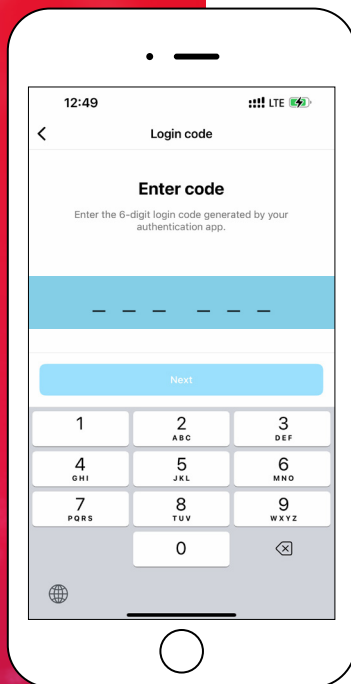 12:49
LTE
Login code
Enter code
Enter the 6-digit login code generated by your
authentication app.
Next
1
2
ABC
3
DEF
4
GHI
5
JKL
6
MNO
7
PQRS
8
TUV
9
WXYZ
0